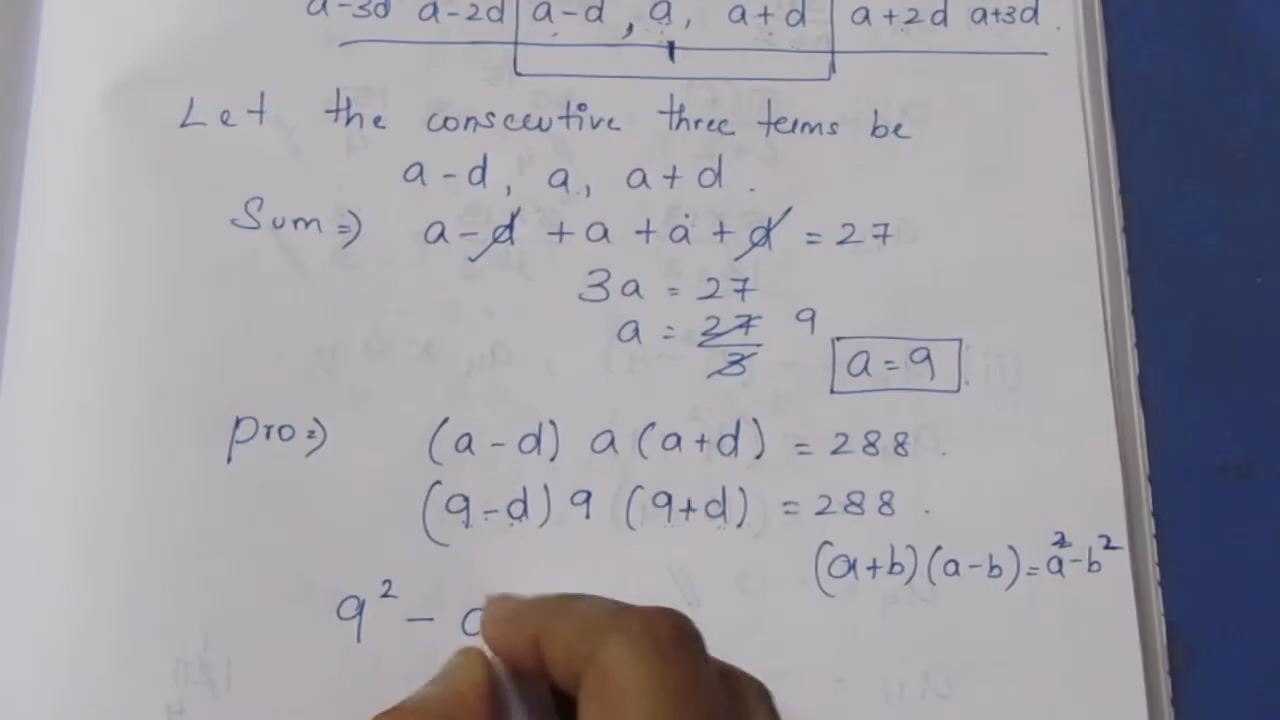 a-3d a-2d a-d, a, a+d a+2d a+3d.
Let the consecutive three terms be
a-d, a, a+d.
Sum⇒) a-d + a + a + d = 27
3a = 27
a = 27/3 9
a=9
pro⇒) (a-d) a (a+d) = 288.
(9-d) 9 (9+d) = 288.
(a+b)(a-b)=a²-b²
9² -